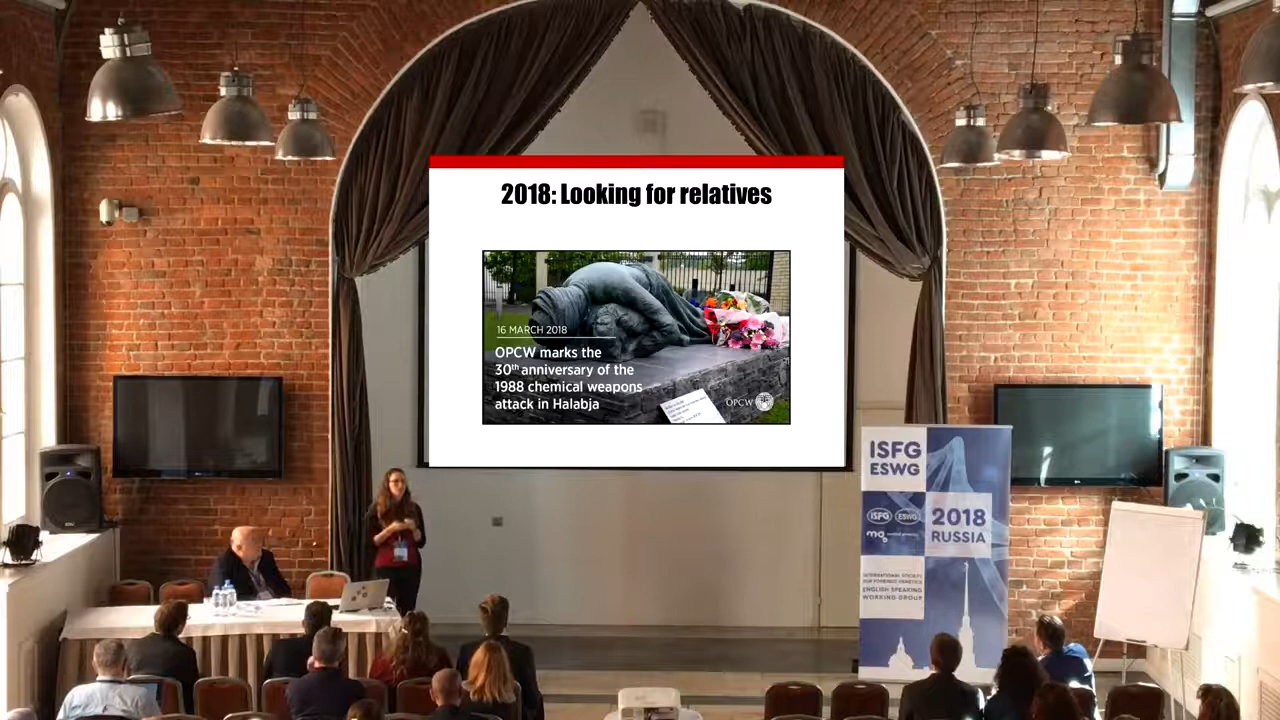 2018: Looking for relatives
16 MARCH 2018
OPCW marks the
30th anniversary of the
1988 chemical weapons
attack in Halabja
OPCW
ISFG
ESWG
ISFG ESWG
2018
RUSSIA
INTERNATIONAL SOCIETY
FOR FORENSIC GENETICS
ENGLISH SPEAKING
WORKING GROUP